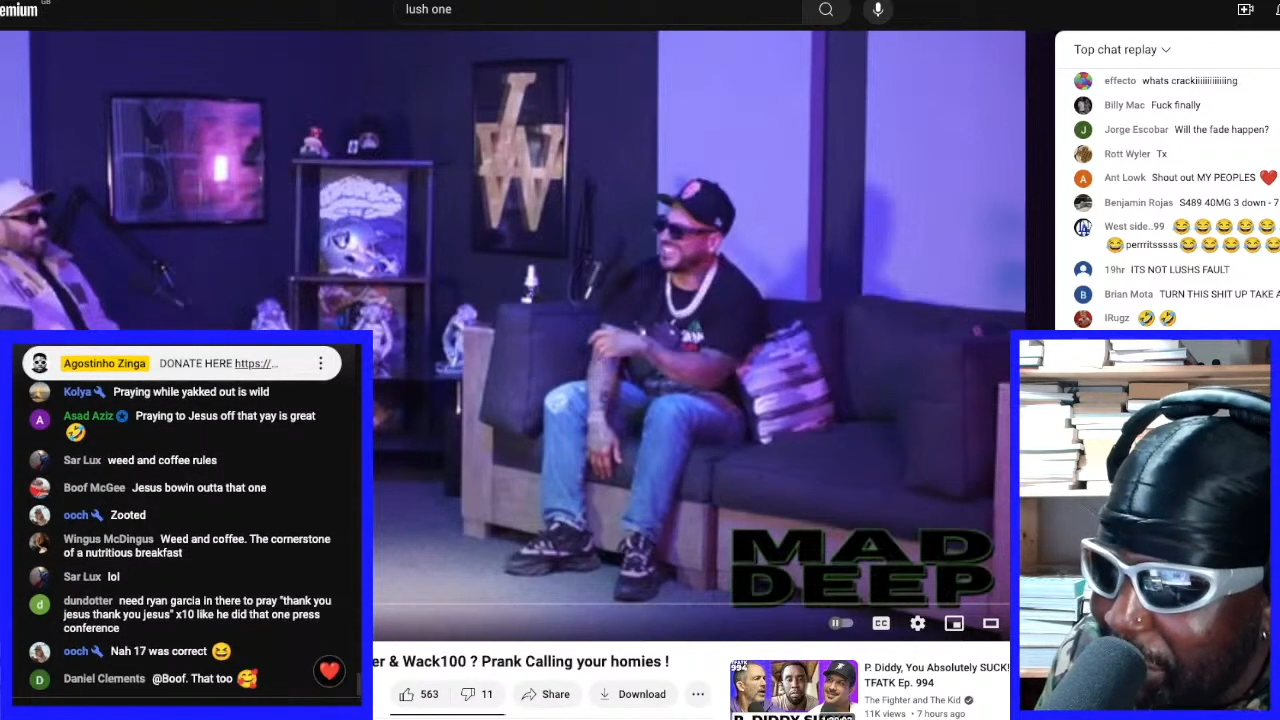 emium
GB
lush one
Top chat replay
effecto whats crackiiiiiiiiiiiing
Billy Mac Fuck finally
Jorge Escobar Will the fade happen?
Rott Wyler Tx
Ant Lowk Shout out MY PEOPLES ❤️
Benjamin Rojas S489 40MG 3 down - 7
West side..99 😂😂😂😂😂
😂perrritsssss😂😂😂😂
19hr ITS NOT LUSHS FAULT
Brian Mota TURN THIS SHIT UP TAKE A
IRugz 🤣🤣
LA
W
MAD
DEEP
Agostinho Zinga DONATE HERE https://...
Kolya Praying while yakked out is wild
Asad Aziz Praying to Jesus off that yay is great
🤣
Sar Lux weed and coffee rules
Boof McGee Jesus bowin outta that one
ooch Zooted
Wingus McDingus Weed and coffee. The cornerstone
of a nutritious breakfast
Sar Lux lol
dundotter need ryan garcia in there to pray "thank you
jesus thank you jesus" x10 like he did that one press
conference
ooch Nah 17 was correct 😆
Daniel Clements @Boof. That too 🥰
CC
er & Wack100 ? Prank Calling your homies !
563
11
Share
Download
TFATK
994
P. Diddy, You Absolutely SUCK!
TFATK Ep. 994
The Fighter and The Kid
11K views • 7 hours ago